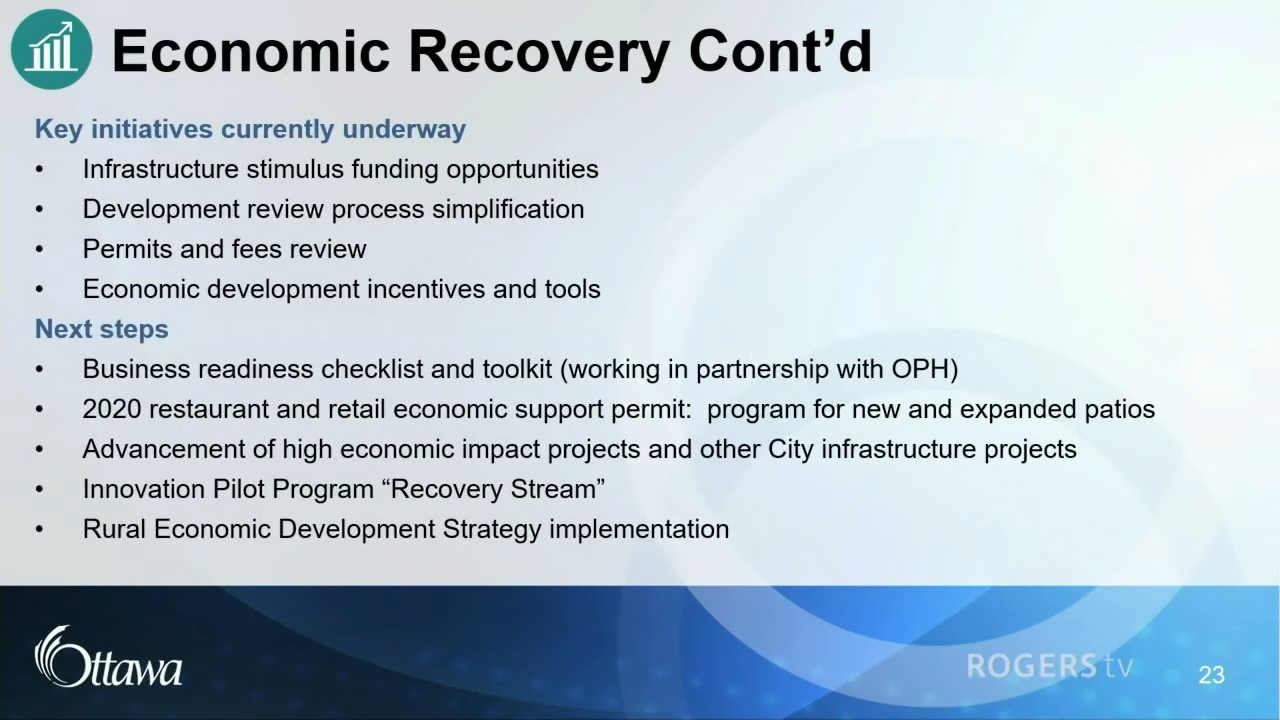 Economic Recovery Cont’d
Key initiatives currently underway
• Infrastructure stimulus funding opportunities
• Development review process simplification
• Permits and fees review
• Economic development incentives and tools
Next steps
• Business readiness checklist and toolkit (working in partnership with OPH)
• 2020 restaurant and retail economic support permit:  program for new and expanded patios
• Advancement of high economic impact projects and other City infrastructure projects
• Innovation Pilot Program “Recovery Stream”
• Rural Economic Development Strategy implementation
Ottawa
ROGERS tv
23